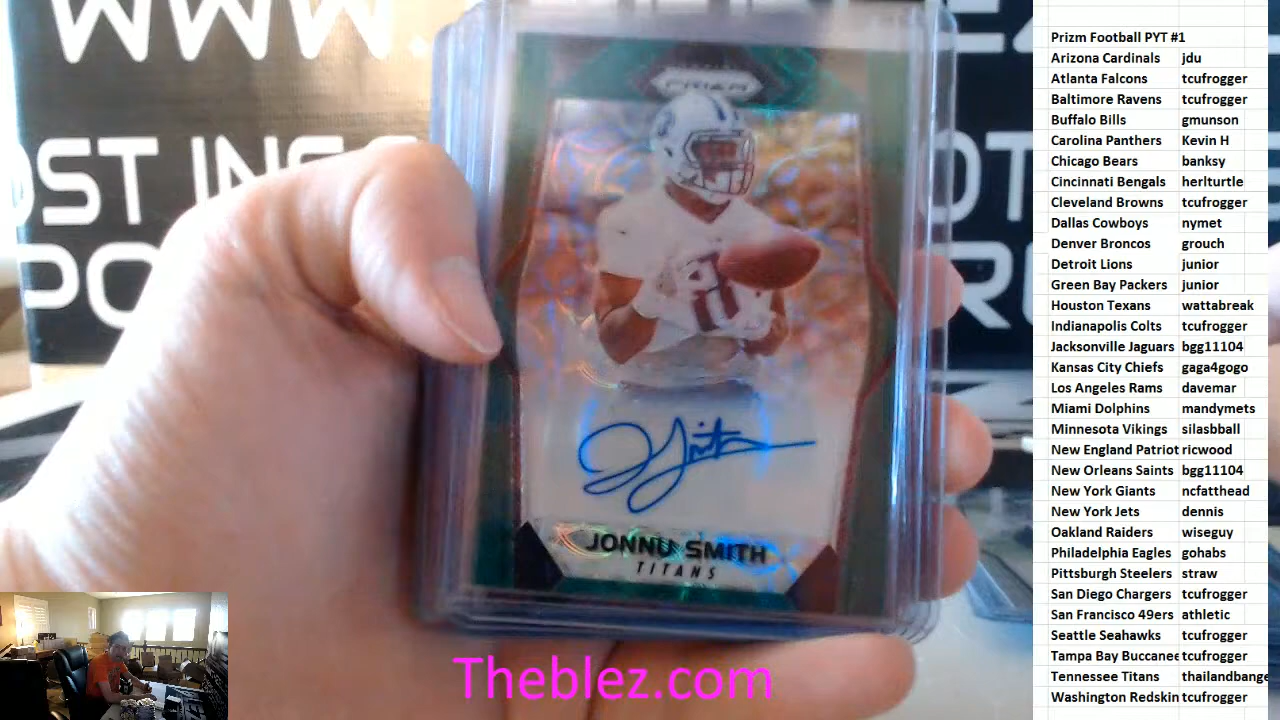 WWW.
OST INS
PO
JONNU SMITH
TITANS
Theblez.com
Prizm Football PYT #1
Arizona Cardinals jdu
Atlanta Falcons tcufrogger
Baltimore Ravens tcufrogger
Buffalo Bills gmunson
Carolina Panthers Kevin H
Chicago Bears banksy
Cincinnati Bengals herlturtle
Cleveland Browns tcufrogger
Dallas Cowboys nymet
Denver Broncos grouch
Detroit Lions junior
Green Bay Packers junior
Houston Texans wattabreak
Indianapolis Colts tcufrogger
Jacksonville Jaguars bgg11104
Kansas City Chiefs gaga4gogo
Los Angeles Rams davemar
Miami Dolphins mandymets
Minnesota Vikings silasbball
New England Patriot ricwood
New Orleans Saints bgg11104
New York Giants ncfatthead
New York Jets dennis
Oakland Raiders wiseguy
Philadelphia Eagles gohabs
Pittsburgh Steelers straw
San Diego Chargers tcufrogger
San Francisco 49ers athletic
Seattle Seahawks tcufrogger
Tampa Bay Buccanee tcufrogger
Tennessee Titans thailandbange
Washington Redskin tcufrogger